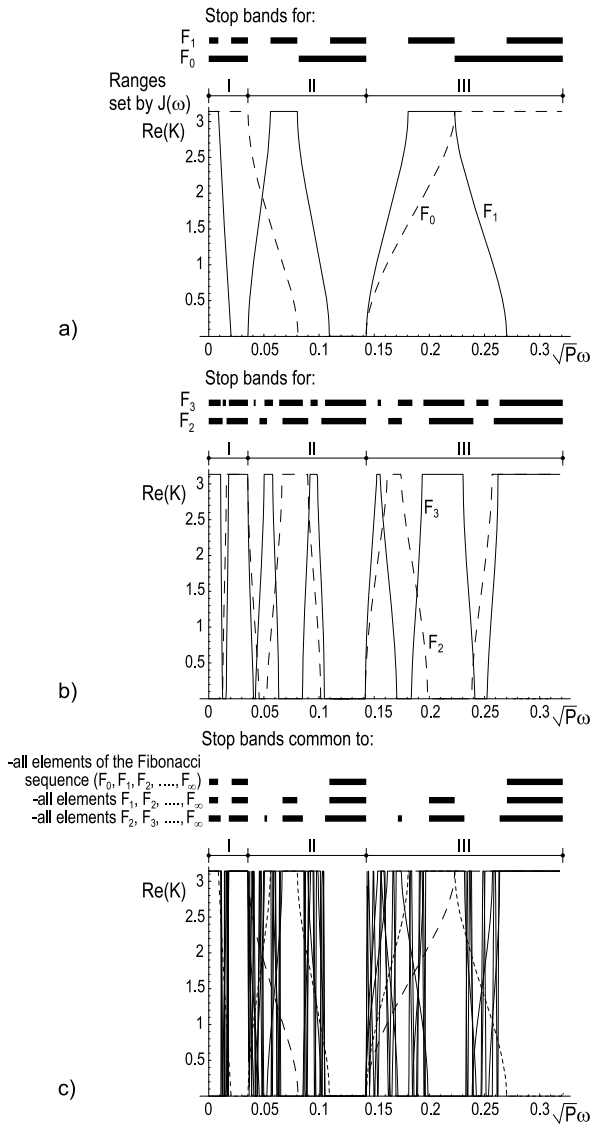 Stop bands for:
F₁
F₀
Ranges
set by J(ω)
I II III
Re(K)
3
2.5
2
1.5
1
0.5
F₀
F₁
a)
0 0.05 0.1 0.15 0.2 0.25 0.3 √Pω
Stop bands for:
F₃
F₂
I II III
Re(K)
3
2.5
2
1.5
1
0.5
F₃
F₂
b)
0 0.05 0.1 0.15 0.2 0.25 0.3 √Pω
Stop bands common to:
-all elements of the Fibonacci
sequence (F₀, F₁, F₂, ...., F∞)
-all elements F₁, F₂, ...., F∞
-all elements F₂, F₃, ...., F∞
I II III
Re(K)
3
2.5
2
1.5
1
0.5
c)
0 0.05 0.1 0.15 0.2 0.25 0.3 √Pω